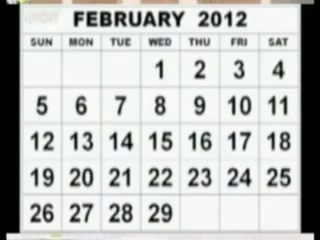 FEBRUARY 2012
SUN MON TUE WED THU FRI SAT
1 2 3 4
5 6 7 8 9 10 11
12 13 14 15 16 17 18
19 20 21 22 23 24 25
26 27 28 29